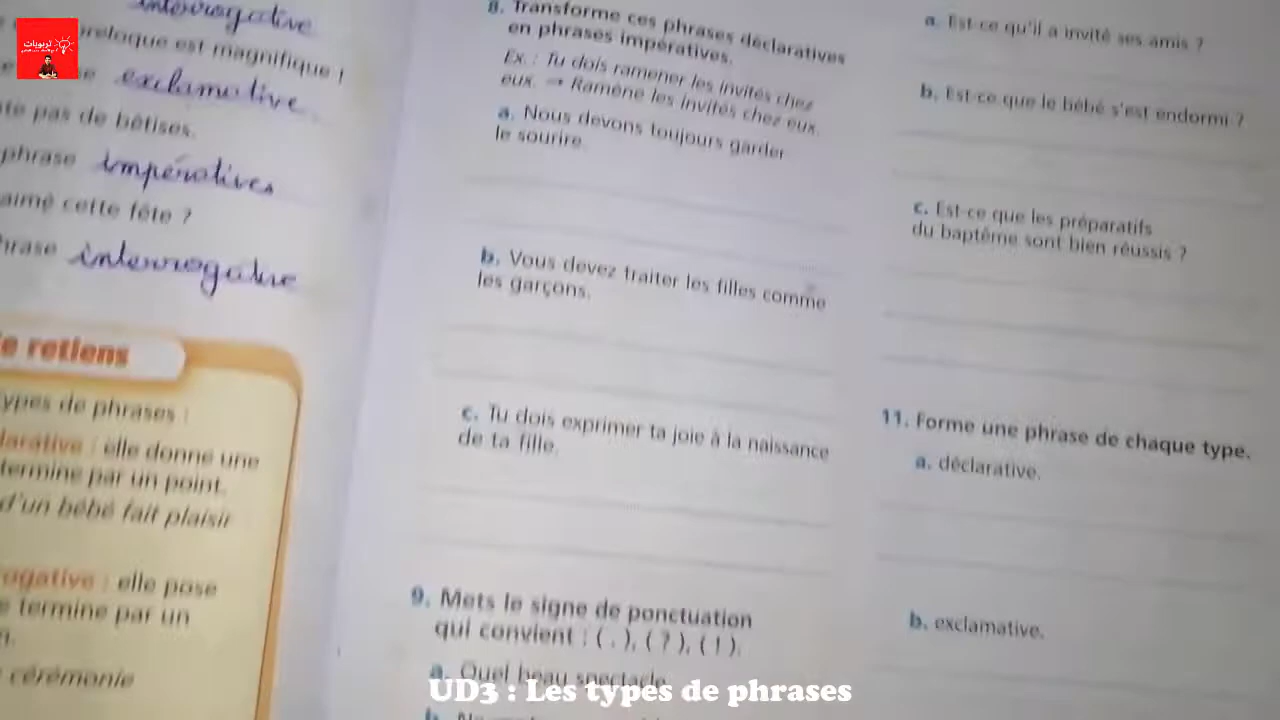 تربويات
interrogative
reloque est magnifique !
exclamative
te pas de bêtises.
phrase impératives
aimé cette fête ?
hrase interrogative
e retiens
ypes de phrases :
larative : elle donne une
termine par un point.
d'un bébé fait plaisir
ogative : elle pose
e termine par un
cérémonie
8. Transforme ces phrases déclaratives
en phrases impératives.
Ex. : Tu dois ramener les invités chez
eux. → Ramène les invités chez eux.
a. Nous devons toujours garder
le sourire.
b. Vous devez traiter les filles comme
les garçons.
c. Tu dois exprimer ta joie à la naissance
de ta fille.
9. Mets le signe de ponctuation
qui convient : ( . ), ( ? ), ( ! ).
a. Quel beau spectacle
b.
a. Est-ce qu'il a invité ses amis ?
b. Est-ce que le bébé s'est endormi ?
c. Est-ce que les préparatifs
du baptême sont bien réussis ?
11. Forme une phrase de chaque type.
a. déclarative.
b. exclamative.
UD3 : Les types de phrases